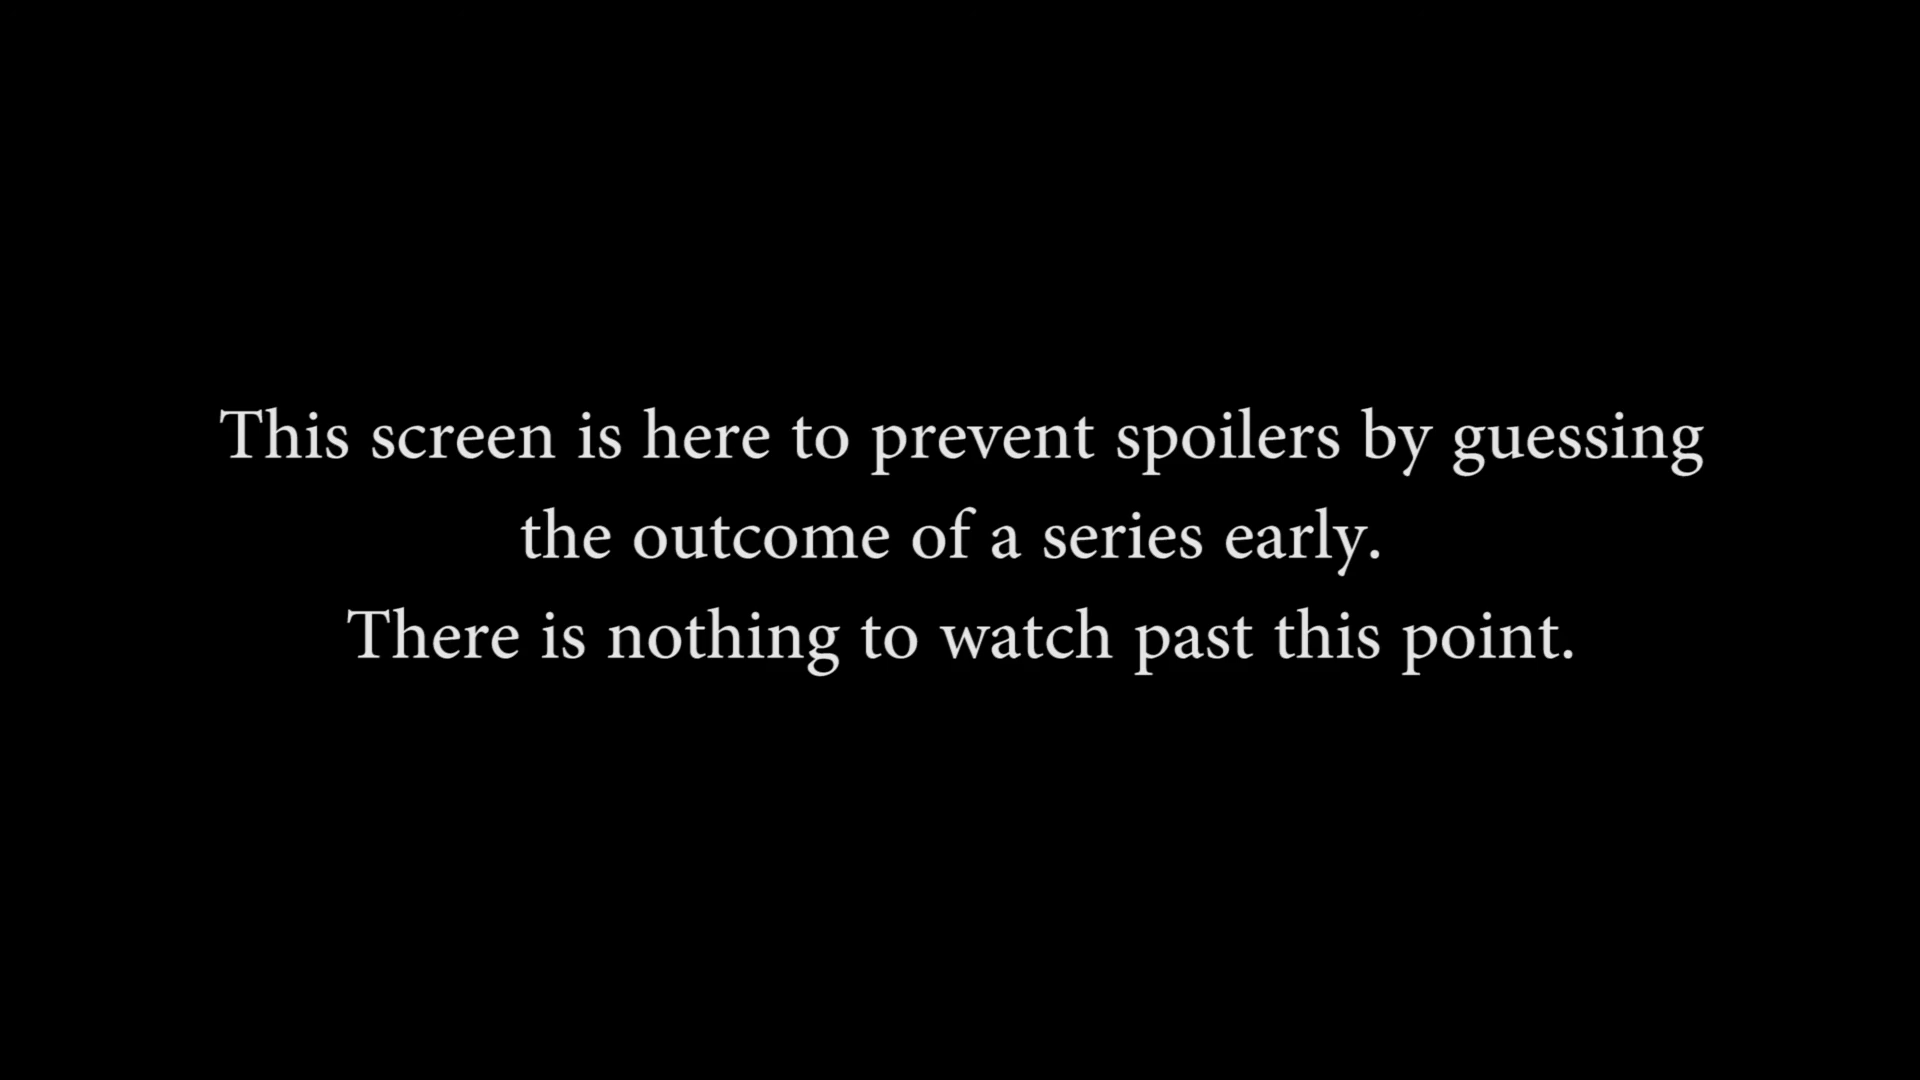 This screen is here to prevent spoilers by guessing
the outcome of a series early.
There is nothing to watch past this point.